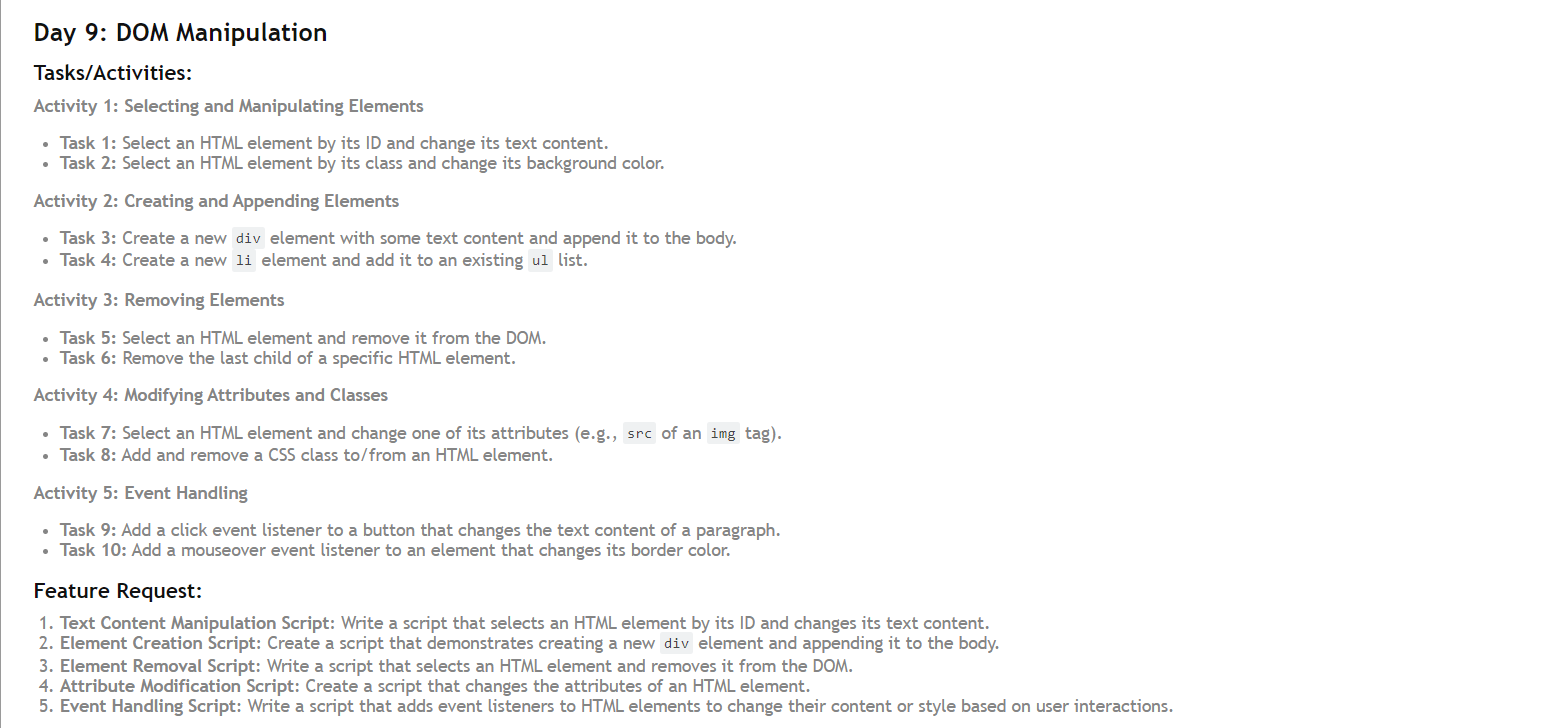 Day 9: DOM Manipulation
Tasks/Activities:
Activity 1: Selecting and Manipulating Elements
• Task 1: Select an HTML element by its ID and change its text content.
• Task 2: Select an HTML element by its class and change its background color.
Activity 2: Creating and Appending Elements
• Task 3: Create a new div element with some text content and append it to the body.
• Task 4: Create a new li element and add it to an existing ul list.
Activity 3: Removing Elements
• Task 5: Select an HTML element and remove it from the DOM.
• Task 6: Remove the last child of a specific HTML element.
Activity 4: Modifying Attributes and Classes
• Task 7: Select an HTML element and change one of its attributes (e.g., src of an img tag).
• Task 8: Add and remove a CSS class to/from an HTML element.
Activity 5: Event Handling
• Task 9: Add a click event listener to a button that changes the text content of a paragraph.
• Task 10: Add a mouseover event listener to an element that changes its border color.
Feature Request:
1. Text Content Manipulation Script: Write a script that selects an HTML element by its ID and changes its text content.
2. Element Creation Script: Create a script that demonstrates creating a new div element and appending it to the body.
3. Element Removal Script: Write a script that selects an HTML element and removes it from the DOM.
4. Attribute Modification Script: Create a script that changes the attributes of an HTML element.
5. Event Handling Script: Write a script that adds event listeners to HTML elements to change their content or style based on user interactions.